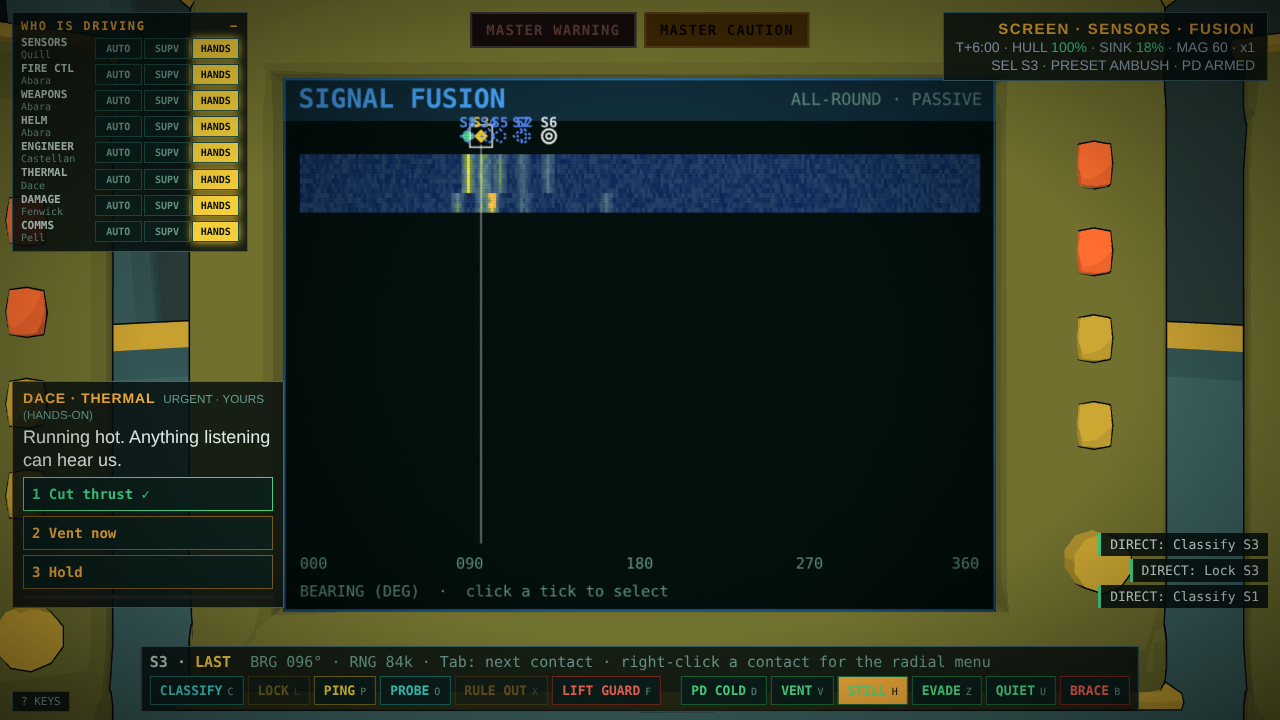 WHO IS DRIVING –
SENSORS AUTO SUPV HANDS
Quill
FIRE CTL AUTO SUPV HANDS
Abara
WEAPONS AUTO SUPV HANDS
Abara
HELM AUTO SUPV HANDS
Abara
ENGINEER AUTO SUPV HANDS
Castellan
THERMAL AUTO SUPV HANDS
Dace
DAMAGE AUTO SUPV HANDS
Fenwick
COMMS AUTO SUPV HANDS
Pell
MASTER WARNING MASTER CAUTION
SCREEN · SENSORS · FUSION
T+6:00 · HULL 100% · SINK 18% · MAG 60 · x1
SEL S3 · PRESET AMBUSH · PD ARMED
SIGNAL FUSION ALL-ROUND · PASSIVE
S5 S6
000 090 180 270 360
BEARING (DEG) · click a tick to select
DACE · THERMAL URGENT · YOURS
(HANDS-ON)
Running hot. Anything listening
can hear us.
1 Cut thrust ✓
2 Vent now
3 Hold
DIRECT: Classify S3
DIRECT: Lock S3
DIRECT: Classify S1
S3 · LAST BRG 096° · RNG 84k · Tab: next contact · right-click a contact for the radial menu
CLASSIFY C LOCK L PING P PROBE O RULE OUT X LIFT GUARD F PD COLD D VENT V STILL H EVADE Z QUIET U BRACE B
? KEYS